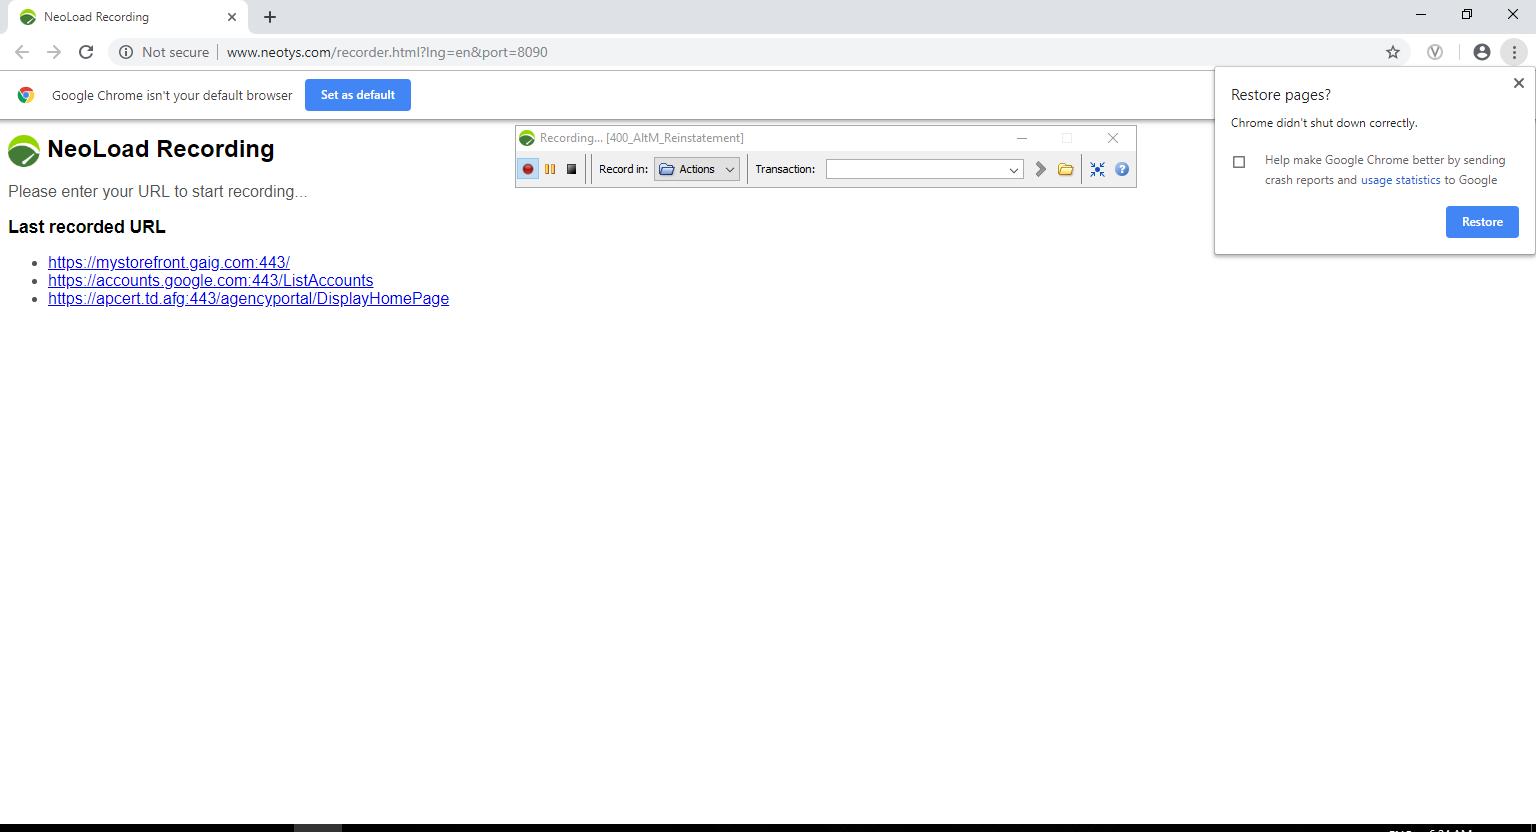 NeoLoad Recording
Not secure www.neotys.com/recorder.html?lng=en&port=8090
Google Chrome isn't your default browser Set as default
Restore pages?
Chrome didn't shut down correctly.
Help make Google Chrome better by sending
crash reports and usage statistics to Google
Restore
Recording... [400_AltM_Reinstatement]
Record in: Actions Transaction:
NeoLoad Recording
Please enter your URL to start recording...
Last recorded URL
https://mystorefront.gaig.com:443/
https://accounts.google.com:443/ListAccounts
https://apcert.td.afg:443/agencyportal/DisplayHomePage